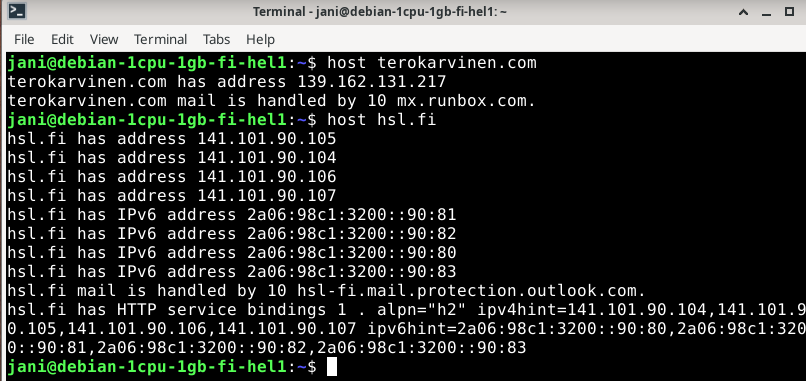 Terminal - jani@debian-1cpu-1gb-fi-hel1: ~
File Edit View Terminal Tabs Help
jani@debian-1cpu-1gb-fi-hel1:~$ host terokarvinen.com
terokarvinen.com has address 139.162.131.217
terokarvinen.com mail is handled by 10 mx.runbox.com.
jani@debian-1cpu-1gb-fi-hel1:~$ host hsl.fi
hsl.fi has address 141.101.90.105
hsl.fi has address 141.101.90.104
hsl.fi has address 141.101.90.106
hsl.fi has address 141.101.90.107
hsl.fi has IPv6 address 2a06:98c1:3200::90:81
hsl.fi has IPv6 address 2a06:98c1:3200::90:82
hsl.fi has IPv6 address 2a06:98c1:3200::90:80
hsl.fi has IPv6 address 2a06:98c1:3200::90:83
hsl.fi mail is handled by 10 hsl-fi.mail.protection.outlook.com.
hsl.fi has HTTP service bindings 1 . alpn="h2" ipv4hint=141.101.90.104,141.101.9
0.105,141.101.90.106,141.101.90.107 ipv6hint=2a06:98c1:3200::90:80,2a06:98c1:320
0::90:81,2a06:98c1:3200::90:82,2a06:98c1:3200::90:83
jani@debian-1cpu-1gb-fi-hel1:~$